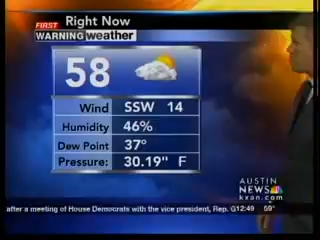 Right Now
FIRST
WARNING weather
58
Wind SSW 14
Humidity 46%
Dew Point 37°
Pressure: 30.19" F
AUSTIN
NEWS
kxan.com
after a meeting of House Democrats with the vice president, Rep. G 12:49 59°